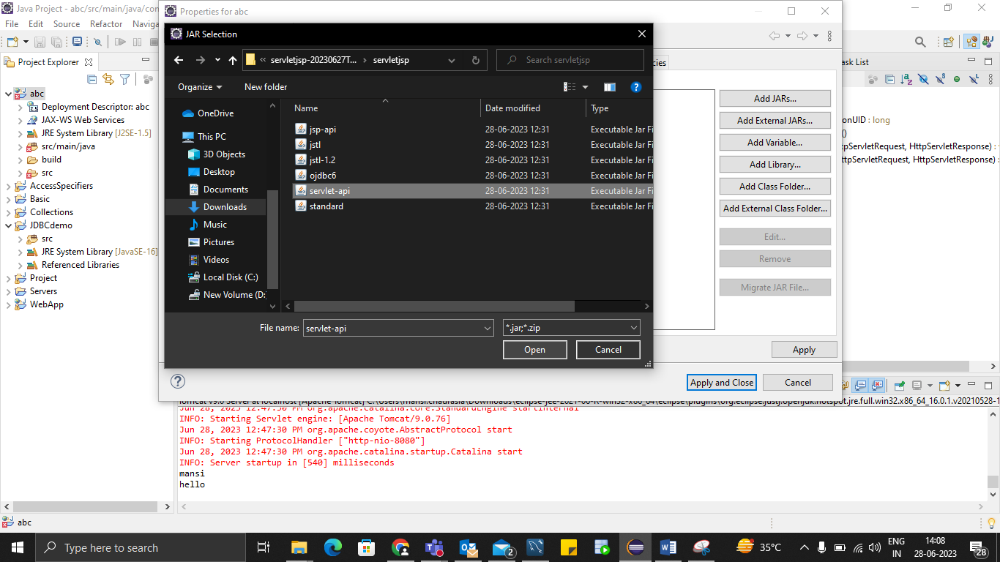 Java Project - abc/src/main/java/con
File Edit Source Refactor Naviga
Project Explorer
abc
Deployment Descriptor: abc
JAX-WS Web Services
JRE System Library [J2SE-1.5]
src/main/java
build
src
AccessSpecifiers
Basic
Collections
JDBCdemo
src
JRE System Library [JavaSE-16]
Referenced Libraries
Project
Servers
WebApp
Properties for abc
JAR Selection
servletjsp-20230627T... servletjsp
Search servletjsp
Organize New folder
OneDrive
This PC
3D Objects
Desktop
Documents
Downloads
Music
Pictures
Videos
Local Disk (C:)
New Volume (D:
Name Date modified Type
jsp-api 28-06-2023 12:31 Executable Jar Fi
jstl 28-06-2023 12:31 Executable Jar Fi
jstl-1.2 28-06-2023 12:31 Executable Jar Fi
ojdbc6 28-06-2023 12:31 Executable Jar Fi
servlet-api 28-06-2023 12:31 Executable Jar Fi
standard 28-06-2023 12:31 Executable Jar Fi
File name: servlet-api *.jar;*.zip
Open Cancel
cies
Add JARs...
Add External JARs...
Add Variable...
Add Library...
Add Class Folder...
Add External Class Folder...
Edit...
Remove
Migrate JAR File...
Apply
Apply and Close Cancel
ask List
onUID : long
()
pServletRequest, HttpServletResponse) :
ttpServletRequest, HttpServletResponse) :
Tomcat v9.0 Server at localhost [Apache Tomcat] C:\Users\mansi.chaurasia\Downloads\eclipse-jee-2021-06-R-win32-x86_64\eclipse\plugins\org.eclipse.justj.openjdk.hotspot.jre.full.win32.x86_64_16.0.1.v20210528-1
Jun 28, 2023 12:47:30 PM org.apache.catalina.core.StandardEngine startInternal
INFO: Starting Servlet engine: [Apache Tomcat/9.0.76]
Jun 28, 2023 12:47:30 PM org.apache.coyote.AbstractProtocol start
INFO: Starting ProtocolHandler ["http-nio-8080"]
Jun 28, 2023 12:47:30 PM org.apache.catalina.startup.Catalina start
INFO: Server startup in [540] milliseconds
mansi
hello
abc
Type here to search
2
35°C
ENG
IN
14:08
28-06-2023
28